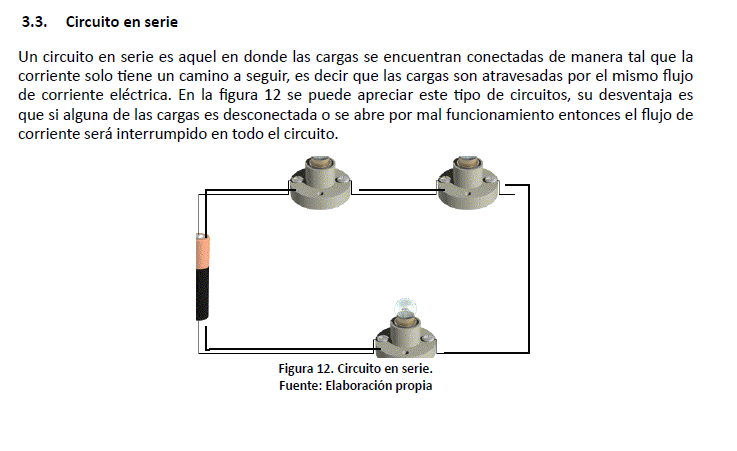 3.3. Circuito en serie
Un circuito en serie es aquel en donde las cargas se encuentran conectadas de manera tal que la
corriente solo tiene un camino a seguir, es decir que las cargas son atravesadas por el mismo flujo
de corriente eléctrica. En la figura 12 se puede apreciar este tipo de circuitos, su desventaja es
que si alguna de las cargas es desconectada o se abre por mal funcionamiento entonces el flujo de
corriente será interrumpido en todo el circuito.
Figura 12. Circuito en serie.
Fuente: Elaboración propia